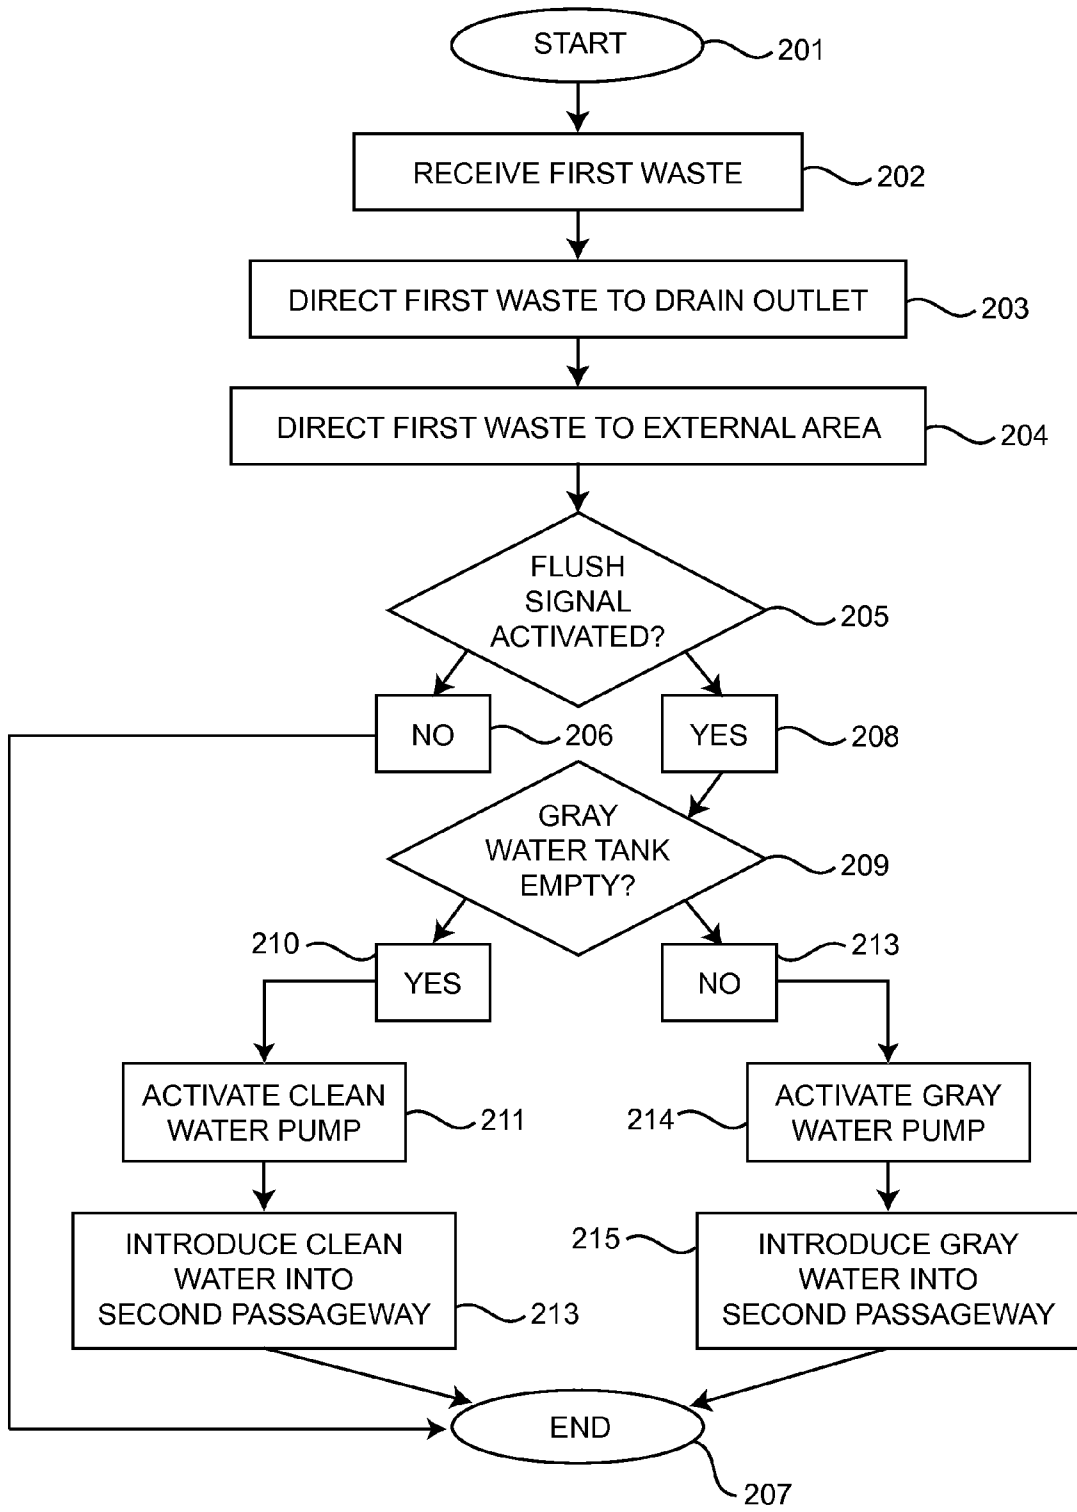 START
201
RECEIVE FIRST WASTE
202
DIRECT FIRST WASTE TO DRAIN OUTLET
203
DIRECT FIRST WASTE TO EXTERNAL AREA
204
FLUSH
SIGNAL
ACTIVATED?
205
NO
206
YES
208
GRAY
WATER TANK
EMPTY?
209
210
YES
NO
213
ACTIVATE CLEAN
WATER PUMP
211
214
ACTIVATE GRAY
WATER PUMP
INTRODUCE CLEAN
WATER INTO
SECOND PASSAGEWAY
213
215
INTRODUCE GRAY
WATER INTO
SECOND PASSAGEWAY
END
207